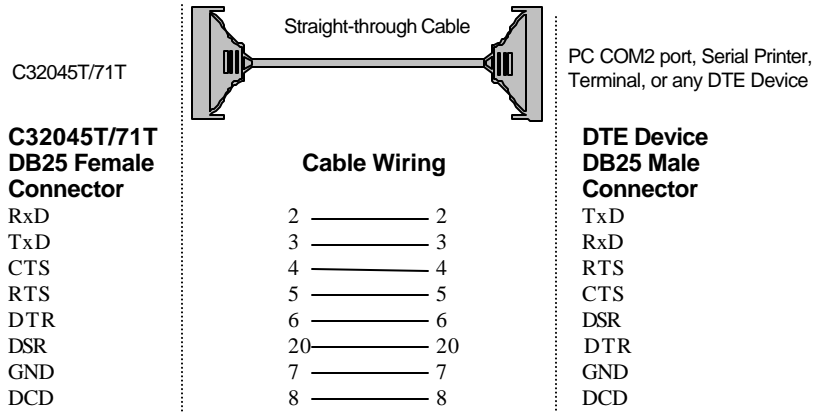 Straight-through Cable
C32045T/71T
PC COM2 port, Serial Printer,
Terminal, or any DTE Device
C32045T/71T
DB25 Female
Connector
Cable Wiring
DTE Device
DB25 Male
Connector
RxD 2 2 TxD
TxD 3 3 RxD
CTS 4 4 RTS
RTS 5 5 CTS
DTR 6 6 DSR
DSR 20 20 DTR
GND 7 7 GND
DCD 8 8 DCD